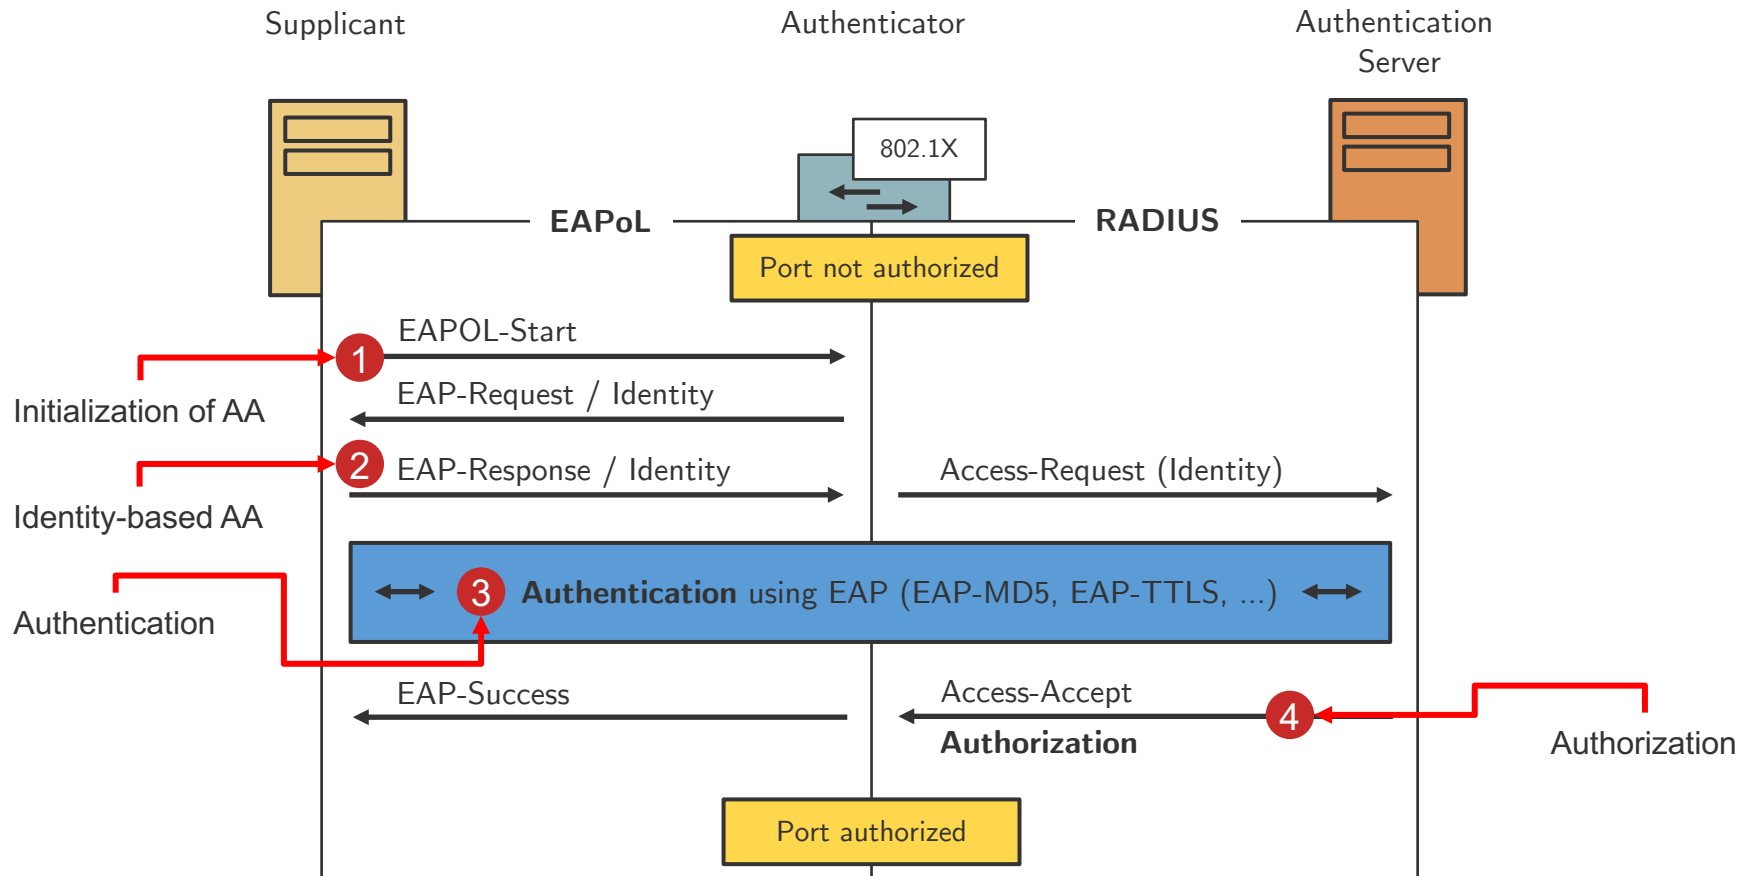 Supplicant
Authenticator
Authentication
Server
802.1X
EAPoL
RADIUS
Port not authorized
EAPOL-Start
1
Initialization of AA
EAP-Request / Identity
2
EAP-Response / Identity
Access-Request (Identity)
Identity-based AA
3
Authentication using EAP (EAP-MD5, EAP-TTLS, ...)
Authentication
EAP-Success
Access-Accept
4
Authorization
Authorization
Port authorized